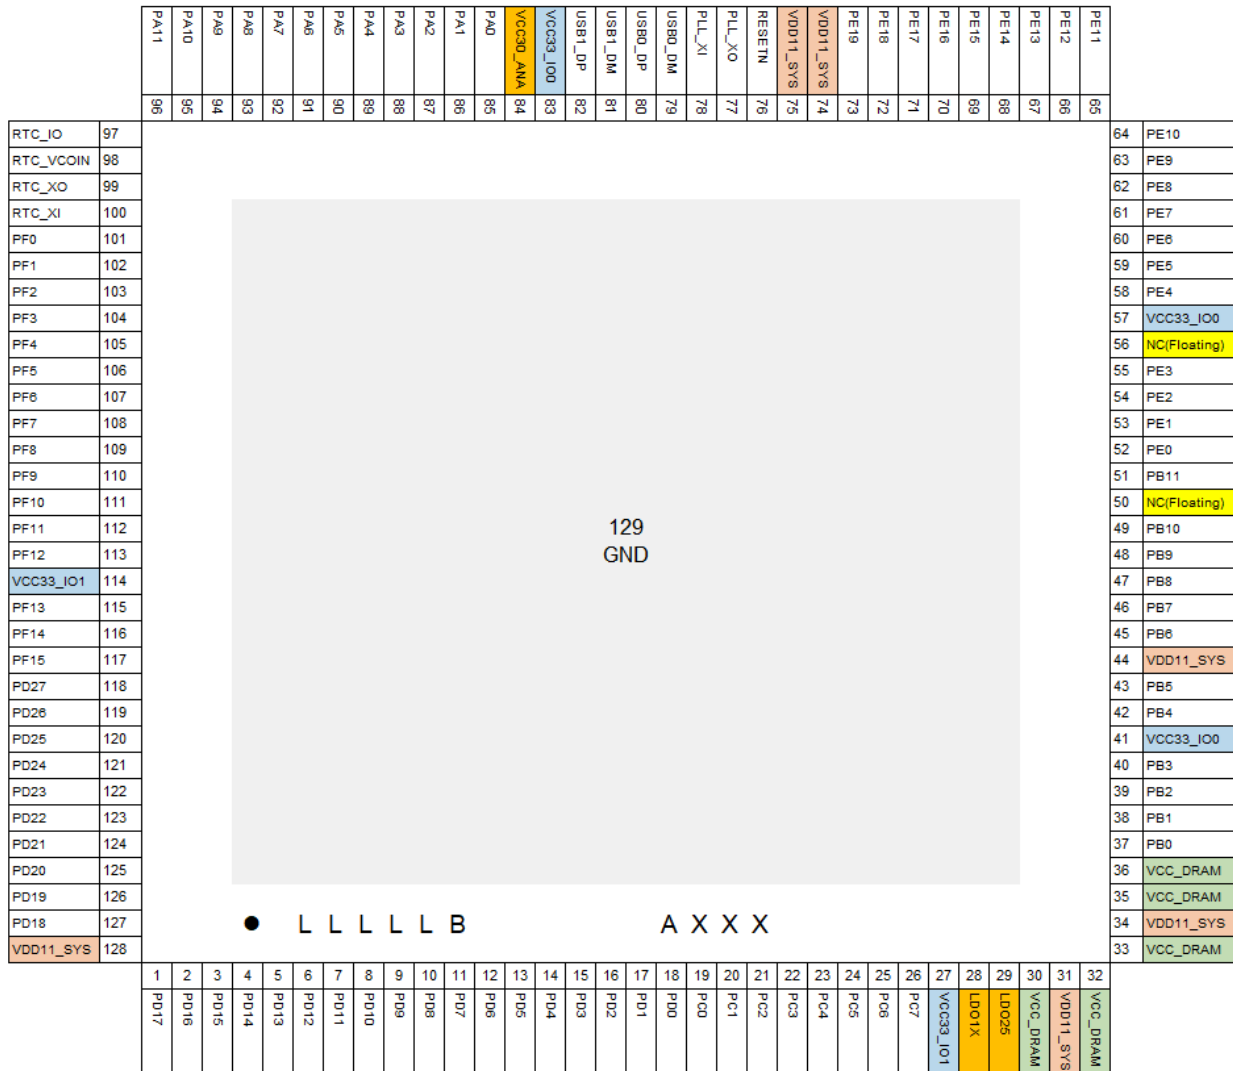 PA11 PA10 PA9 PA8 PA7 PA6 PA5 PA4 PA3 PA2 PA1 PA0 VCC30_ANA VCC33_IO0 USB1_DP USB1_DM USB0_DP USB0_DM PLL_XI PLL_XO RESETN VDD11_SYS VDD11_SYS PE19 PE18 PE17 PE16 PE15 PE14 PE13 PE12 PE11
96 95 94 93 92 91 90 89 88 87 86 85 84 83 82 81 80 79 78 77 76 75 74 73 72 71 70 69 68 67 66 65
RTC_IO 97
RTC_VCOIN 98
RTC_XO 99
RTC_XI 100
PF0 101
PF1 102
PF2 103
PF3 104
PF4 105
PF5 106
PF6 107
PF7 108
PF8 109
PF9 110
PF10 111
PF11 112
PF12 113
VCC33_IO1 114
PF13 115
PF14 116
PF15 117
PD27 118
PD26 119
PD25 120
PD24 121
PD23 122
PD22 123
PD21 124
PD20 125
PD19 126
PD18 127
VDD11_SYS 128
129
GND
64 PE10
63 PE9
62 PE8
61 PE7
60 PE6
59 PE5
58 PE4
57 VCC33_IO0
56 NC(Floating)
55 PE3
54 PE2
53 PE1
52 PE0
51 PB11
50 NC(Floating)
49 PB10
48 PB9
47 PB8
46 PB7
45 PB6
44 VDD11_SYS
43 PB5
42 PB4
41 VCC33_IO0
40 PB3
39 PB2
38 PB1
37 PB0
36 VCC_DRAM
35 VCC_DRAM
34 VDD11_SYS
33 VCC_DRAM
L L L L L B A X X X
1 2 3 4 5 6 7 8 9 10 11 12 13 14 15 16 17 18 19 20 21 22 23 24 25 26 27 28 29 30 31 32
PD17 PD16 PD15 PD14 PD13 PD12 PD11 PD10 PD9 PD8 PD7 PD6 PD5 PD4 PD3 PD2 PD1 PD0 PC0 PC1 PC2 PC3 PC4 PC5 PC6 PC7 VCC33_IO1 LDO1X LDO25 VCC_DRAM VDD11_SYS VCC_DRAM